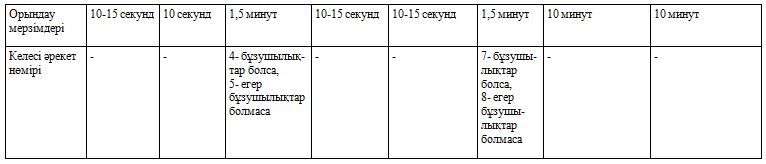 Орындау мерзімдері 10-15 секунд 10 секунд 1,5 минут 10-15 секунд 10-15 секунд 1,5 минут 10 минут 10 минут
Келесі әрекет нөмірі - - 4- бұзушылық-
тар болса,
5- егер
бұзушылықтар
болмаса
- - 7- бұзушы-
лықтар
болса,
8- егер
бұзушы-
лықтар
болмаса
- -